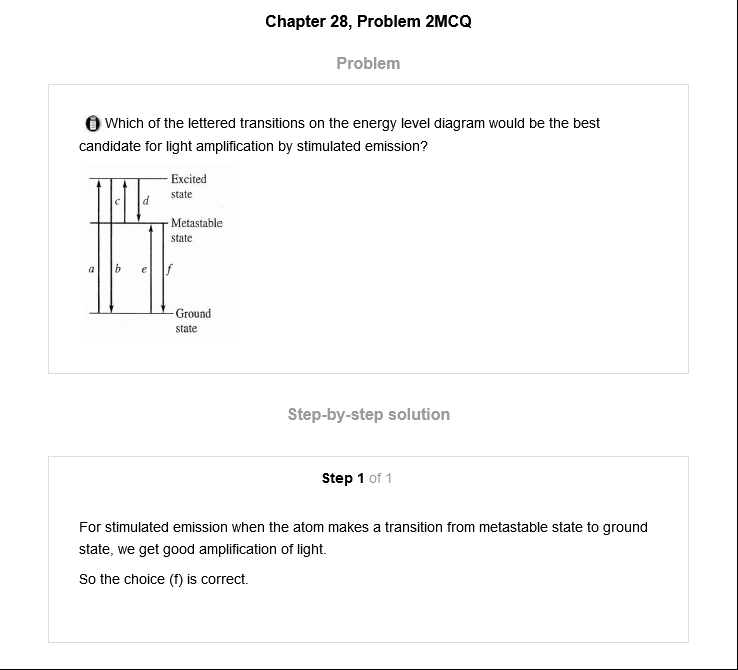 Chapter 28, Problem 2MCQ
Problem
Which of the lettered transitions on the energy level diagram would be the best
candidate for light amplification by stimulated emission?
Excited
state
c
d
Metastable
state
a
b
e
f
Ground
state
Step-by-step solution
Step 1 of 1
For stimulated emission when the atom makes a transition from metastable state to ground
state, we get good amplification of light.
So the choice (f) is correct.